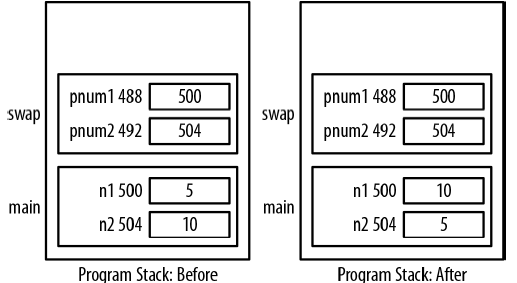 pnum1 488 500
pnum2 492 504
swap
n1 500 5
n2 504 10
main
Program Stack: Before
pnum1 488 500
pnum2 492 504
swap
n1 500 10
n2 504 5
main
Program Stack: After